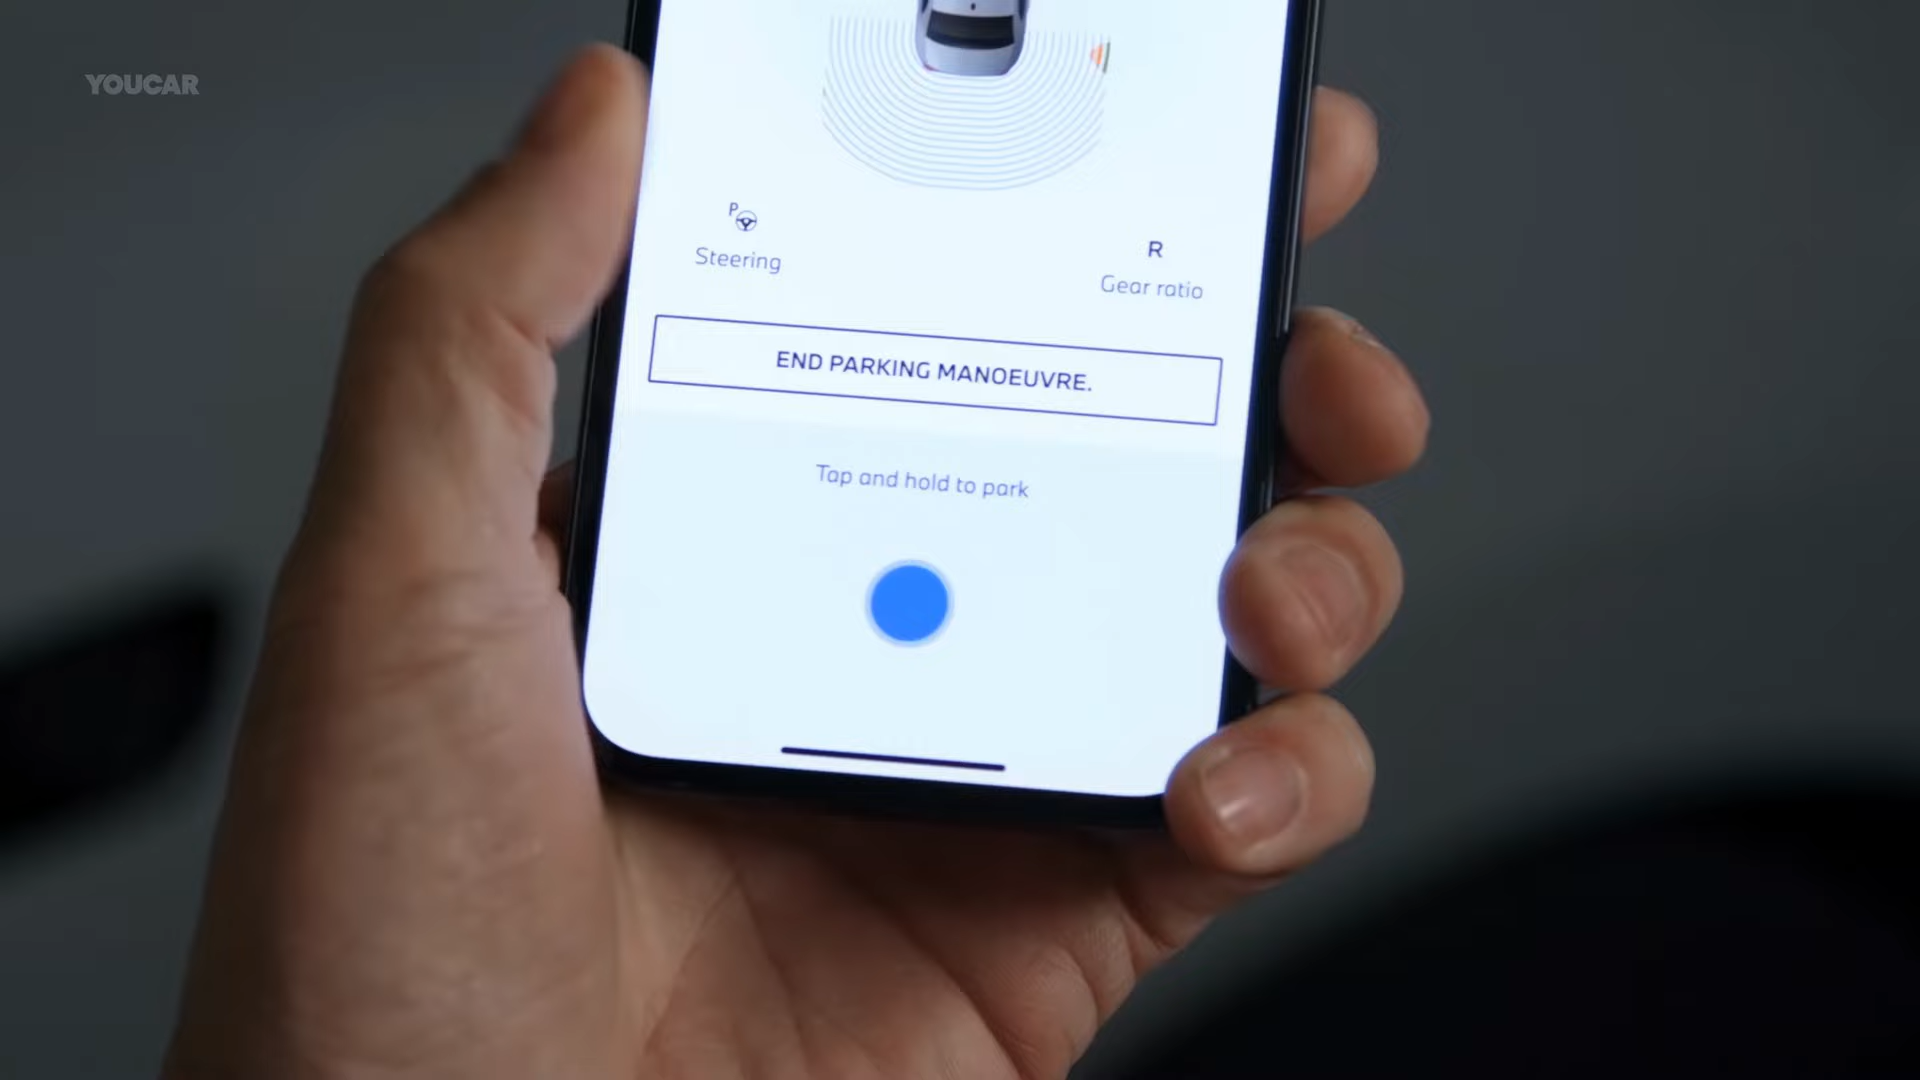 YOUCAR
P
Steering
R
Gear ratio
END PARKING MANOEUVRE.
Tap and hold to park